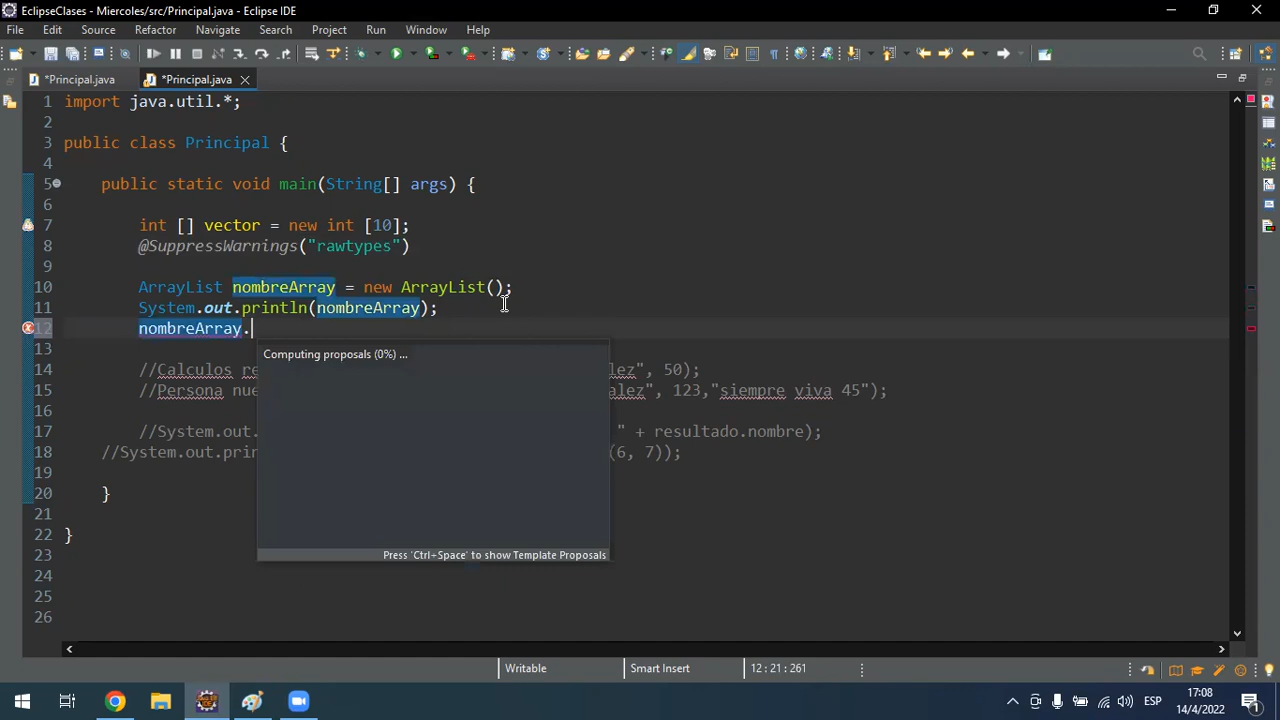 EclipseClases - Miercoles/src/Principal.java - Eclipse IDE
File Edit Source Refactor Navigate Search Project Run Window Help
*Principal.java *Principal.java
1 import java.util.*;
2
3 public class Principal {
4
5 public static void main(String[] args) {
6
7 int [] vector = new int [10];
8 @SuppressWarnings("rawtypes")
9
10 ArrayList nombreArray = new ArrayList();
11 System.out.println(nombreArray);
12 nombreArray.
13
Computing proposals (0%) ...
14 //Calculos re lez", 50);
15 //Persona nue alez", 123,"siempre viva 45");
16
17 //System.out. " + resultado.nombre);
18 //System.out.prin (6, 7));
19
20 }
21
22 }
Press 'Ctrl+Space' to show Template Proposals
23
24
25
26
Writable Smart Insert 12 : 21 : 261
ESP 17:08
14/4/2022